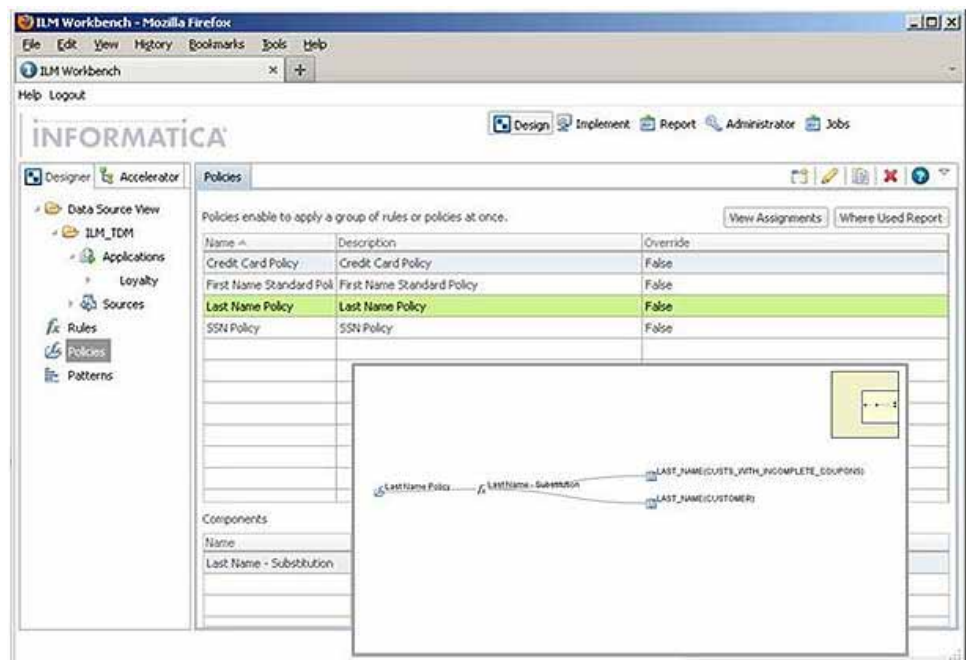 ILM Workbench - Mozilla Firefox
File Edit View History Bookmarks Tools Help
ILM Workbench
Help Logout
INFORMATICA
Design Implement Report Administrator Jobs
Designer Accelerator
Policies
Data Source View
ILM_TDM
Applications
Loyalty
Sources
Rules
Policies
Patterns
Policies enable to apply a group of rules or policies at once.
View Assignments Where Used Report
Name Description Override
Credit Card Policy Credit Card Policy False
First Name Standard Poli First Name Standard Policy False
Last Name Policy Last Name Policy False
SSN Policy SSN Policy False
LAST_NAME(CUSTS_WITH_INCOMPLETE_COUPONS)
Last Name Policy Last Name - Substitution
LAST_NAME(CUSTOMER)
Components
Name
Last Name - Substitution